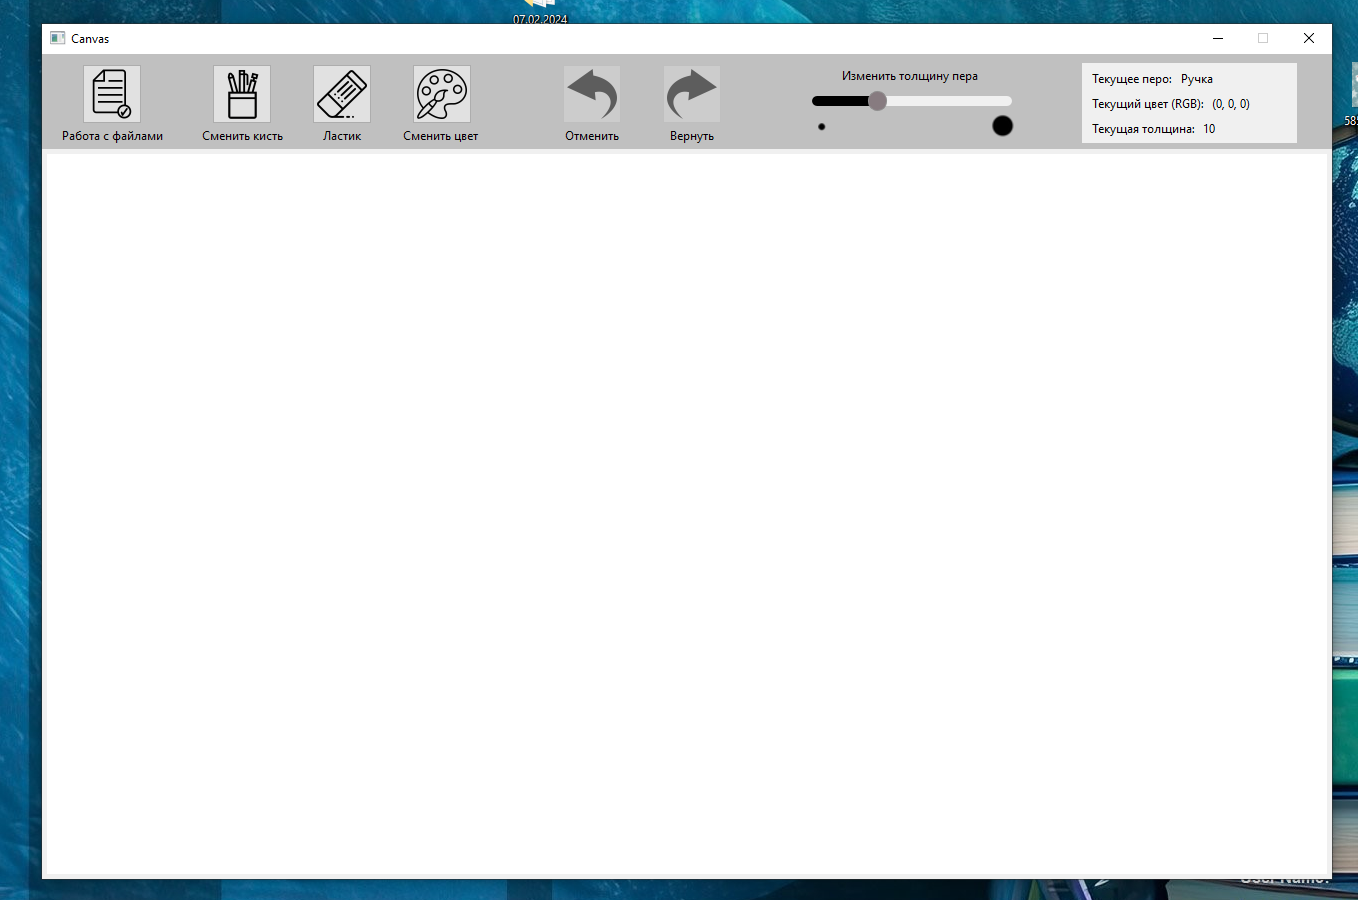 07.02.2024
Canvas
Изменить толщину пера
Текущее перо: Ручка
Текущий цвет (RGB): (0, 0, 0)
Текущая толщина: 10
Работа с файлами
Сменить кисть
Ластик
Сменить цвет
Отменить
Вернуть